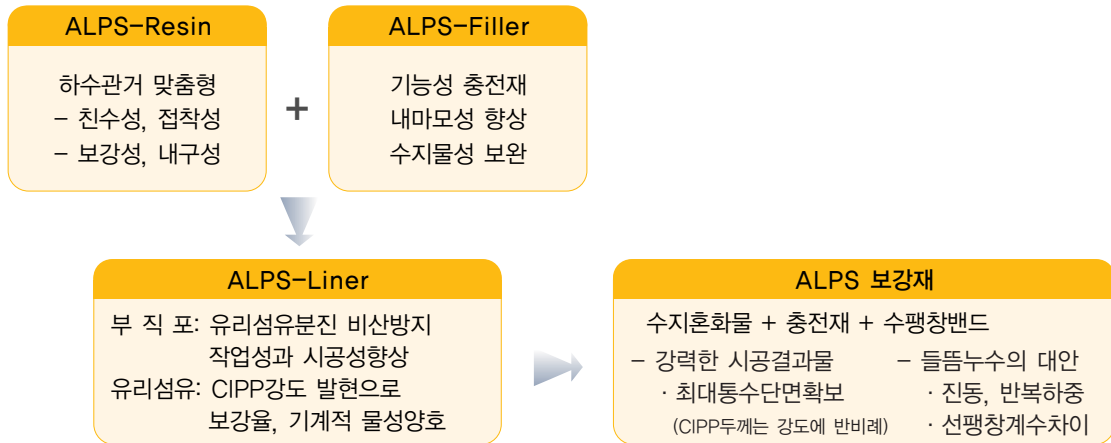 ALPS-Resin
하수관거 맞춤형
- 친수성, 접착성
- 보강성, 내구성
+
ALPS-Filler
기능성 충전재
내마모성 향상
수지물성 보완
ALPS-Liner
부 직 포: 유리섬유분진 비산방지
작업성과 시공성향상
유리섬유: CIPP강도 발현으로
보강율, 기계적 물성양호
ALPS 보강재
수지혼화물 + 충전재 + 수팽창밴드
- 강력한 시공결과물
· 최대통수단면확보
(CIPP두께는 강도에 반비례)
- 들뜸누수의 대안
· 진동, 반복하중
· 선팽창계수차이